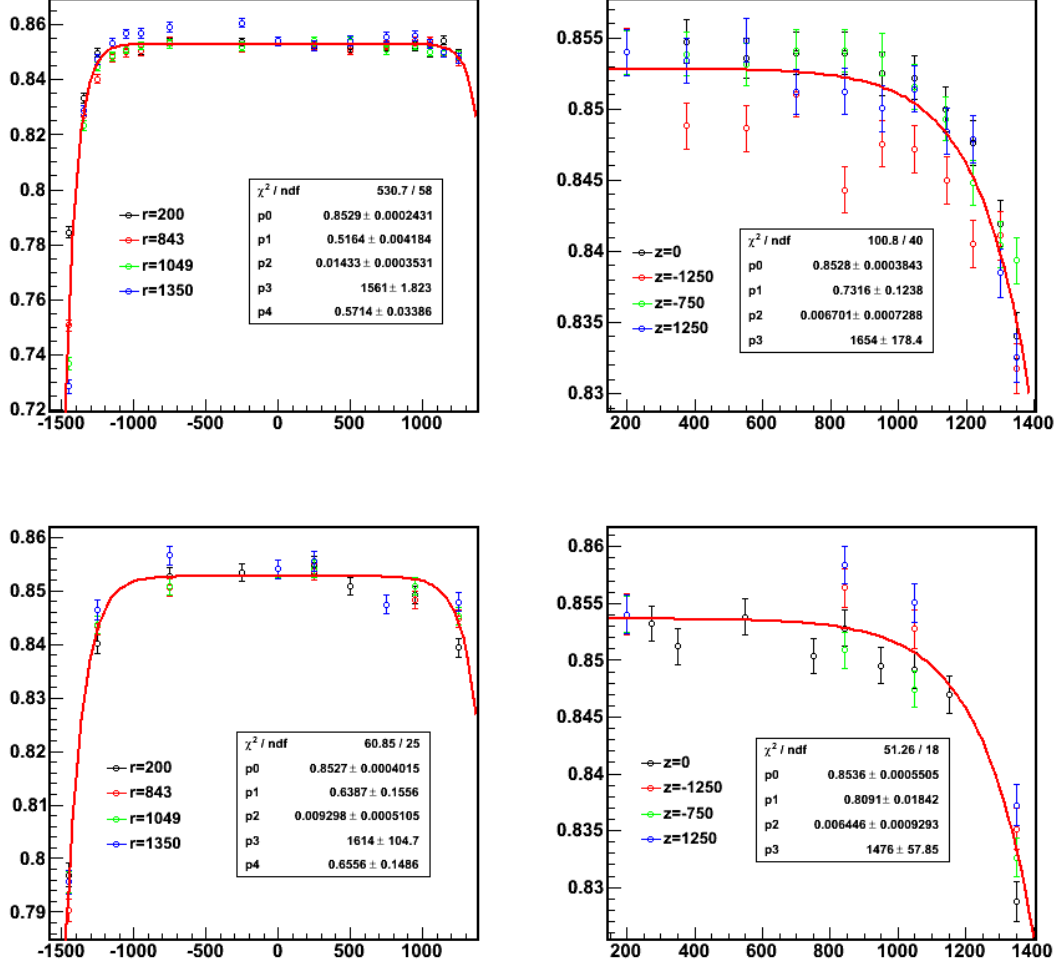 0.86
0.84
0.82
0.8
0.78
0.76
0.74
0.72
-1500 -1000 -500 0 500 1000
r=200
r=843
r=1049
r=1350
χ² / ndf 530.7 / 58
p0 0.8529 ± 0.0002431
p1 0.5164 ± 0.004184
p2 0.01433 ± 0.0003531
p3 1561 ± 1.823
p4 0.5714 ± 0.03386
0.855
0.85
0.845
0.84
0.835
0.83
200 400 600 800 1000 1200 1400
z=0
z=-1250
z=-750
z=1250
χ² / ndf 100.8 / 40
p0 0.8528 ± 0.0003843
p1 0.7316 ± 0.1238
p2 0.006701 ± 0.0007288
p3 1654 ± 178.4
0.86
0.85
0.84
0.83
0.82
0.81
0.8
0.79
-1500 -1000 -500 0 500 1000
r=200
r=843
r=1049
r=1350
χ² / ndf 60.85 / 25
p0 0.8527 ± 0.0004015
p1 0.6387 ± 0.1556
p2 0.009298 ± 0.0005105
p3 1614 ± 104.7
p4 0.6556 ± 0.1486
0.86
0.855
0.85
0.845
0.84
0.835
0.83
200 400 600 800 1000 1200 1400
z=0
z=-1250
z=-750
z=1250
χ² / ndf 51.26 / 18
p0 0.8536 ± 0.0005505
p1 0.8091 ± 0.01842
p2 0.006446 ± 0.0009293
p3 1476 ± 57.85